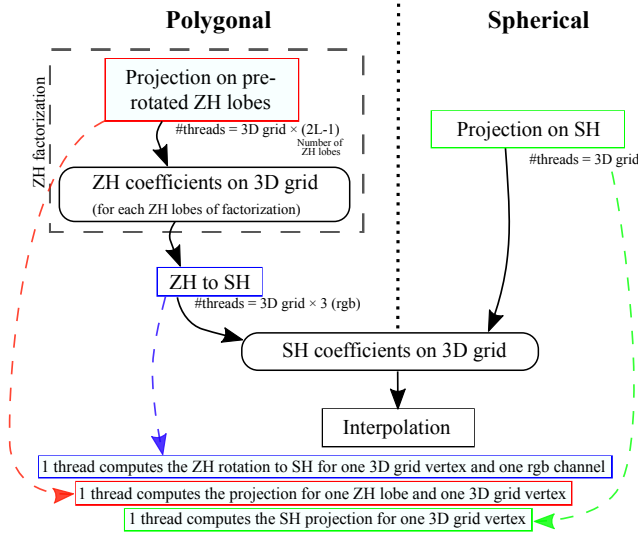 Polygonal
Spherical
ZH factorization
Projection on pre-
rotated ZH lobes
#threads = 3D grid × (2L-1)
Number of
ZH lobes
ZH coefficients on 3D grid
(for each ZH lobes of factorization)
Projection on SH
#threads = 3D grid
ZH to SH
#threads = 3D grid × 3 (rgb)
SH coefficients on 3D grid
Interpolation
1 thread computes the ZH rotation to SH for one 3D grid vertex and one rgb channel
1 thread computes the projection for one ZH lobe and one 3D grid vertex
1 thread computes the SH projection for one 3D grid vertex